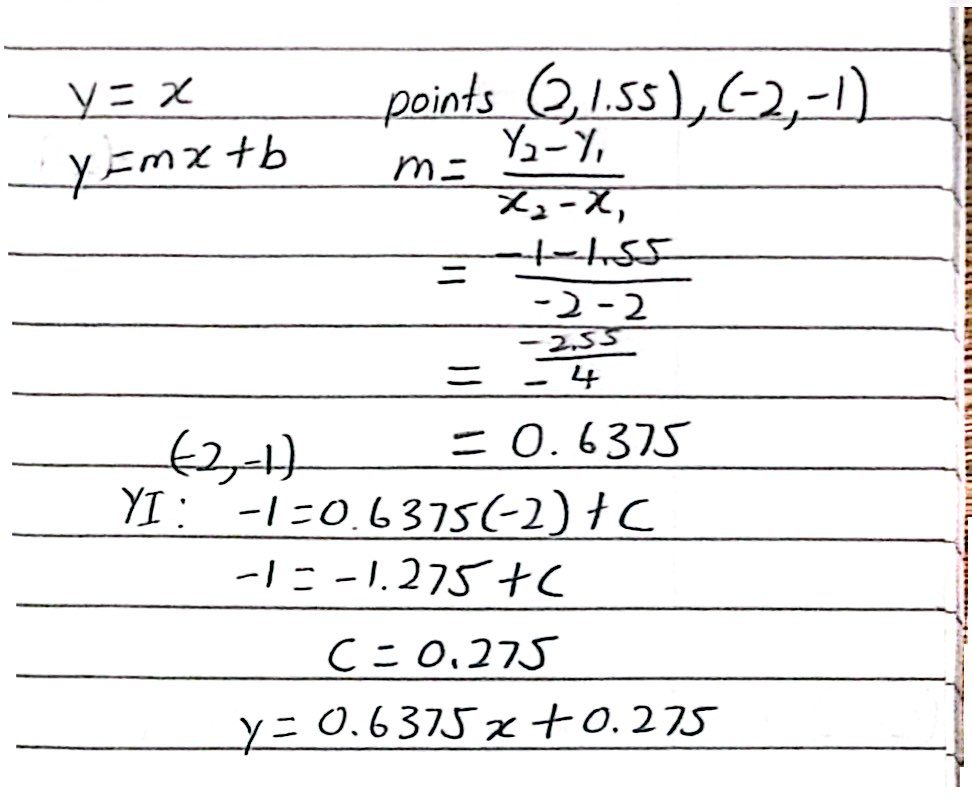 y = x    points (2,1.55), (-2,-1)
y = mx + b    m = (y₂-y₁)/(x₂-x₁)
= (-1-1.55)/(-2-2)
= -2.55/-4
= 0.6375
(-2,-1)
YI: -1=0.6375(-2)+C
-1=-1.275+C
C=0.275
y=0.6375x+0.275